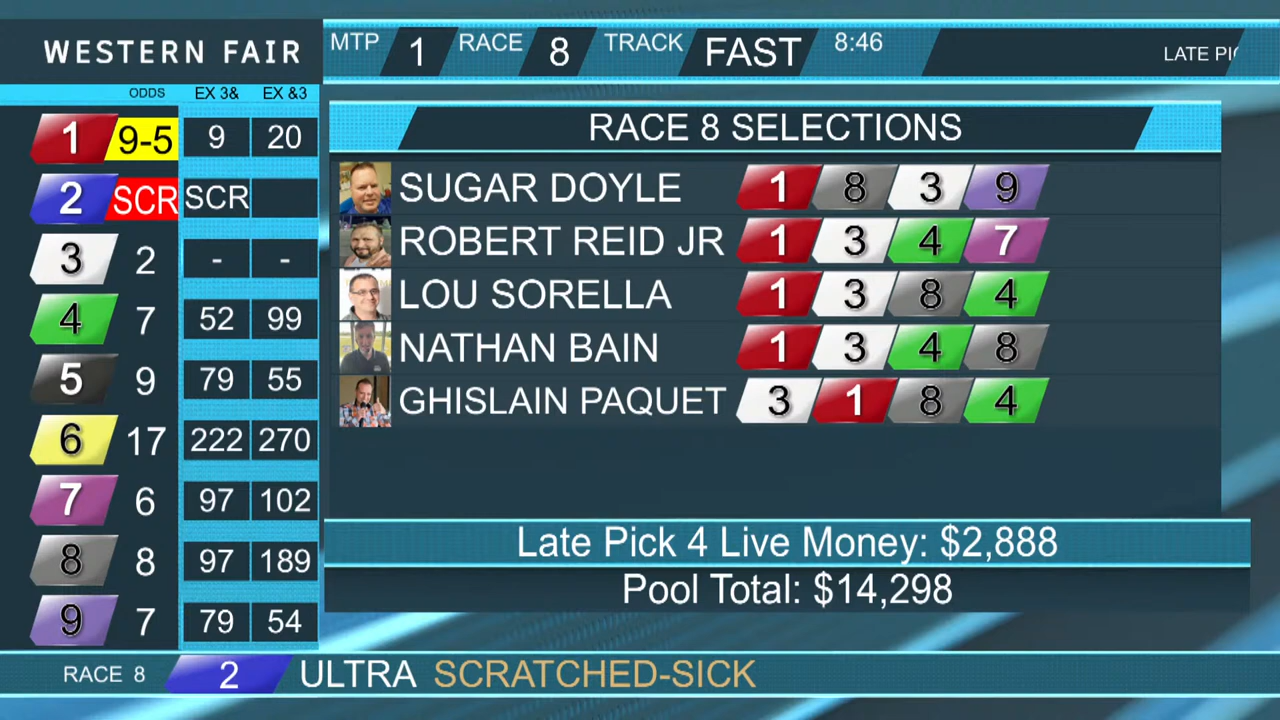 WESTERN FAIR
MTP 1 RACE 8 TRACK FAST 8:46
LATE
ODDS EX 3& EX &3
1 9-5 9 20
2 SCR SCR
3 2 - -
4 7 52 99
5 9 79 55
6 17 222 270
7 6 97 102
8 8 97 189
9 7 79 54
RACE 8 SELECTIONS
SUGAR DOYLE 1 8 3 9
ROBERT REID JR 1 3 4 7
LOU SORELLA 1 3 8 4
NATHAN BAIN 1 3 4 8
GHISLAIN PAQUET 3 1 8 4
Late Pick 4 Live Money: $2,888
Pool Total: $14,298
RACE 8 2 ULTRA SCRATCHED-SICK